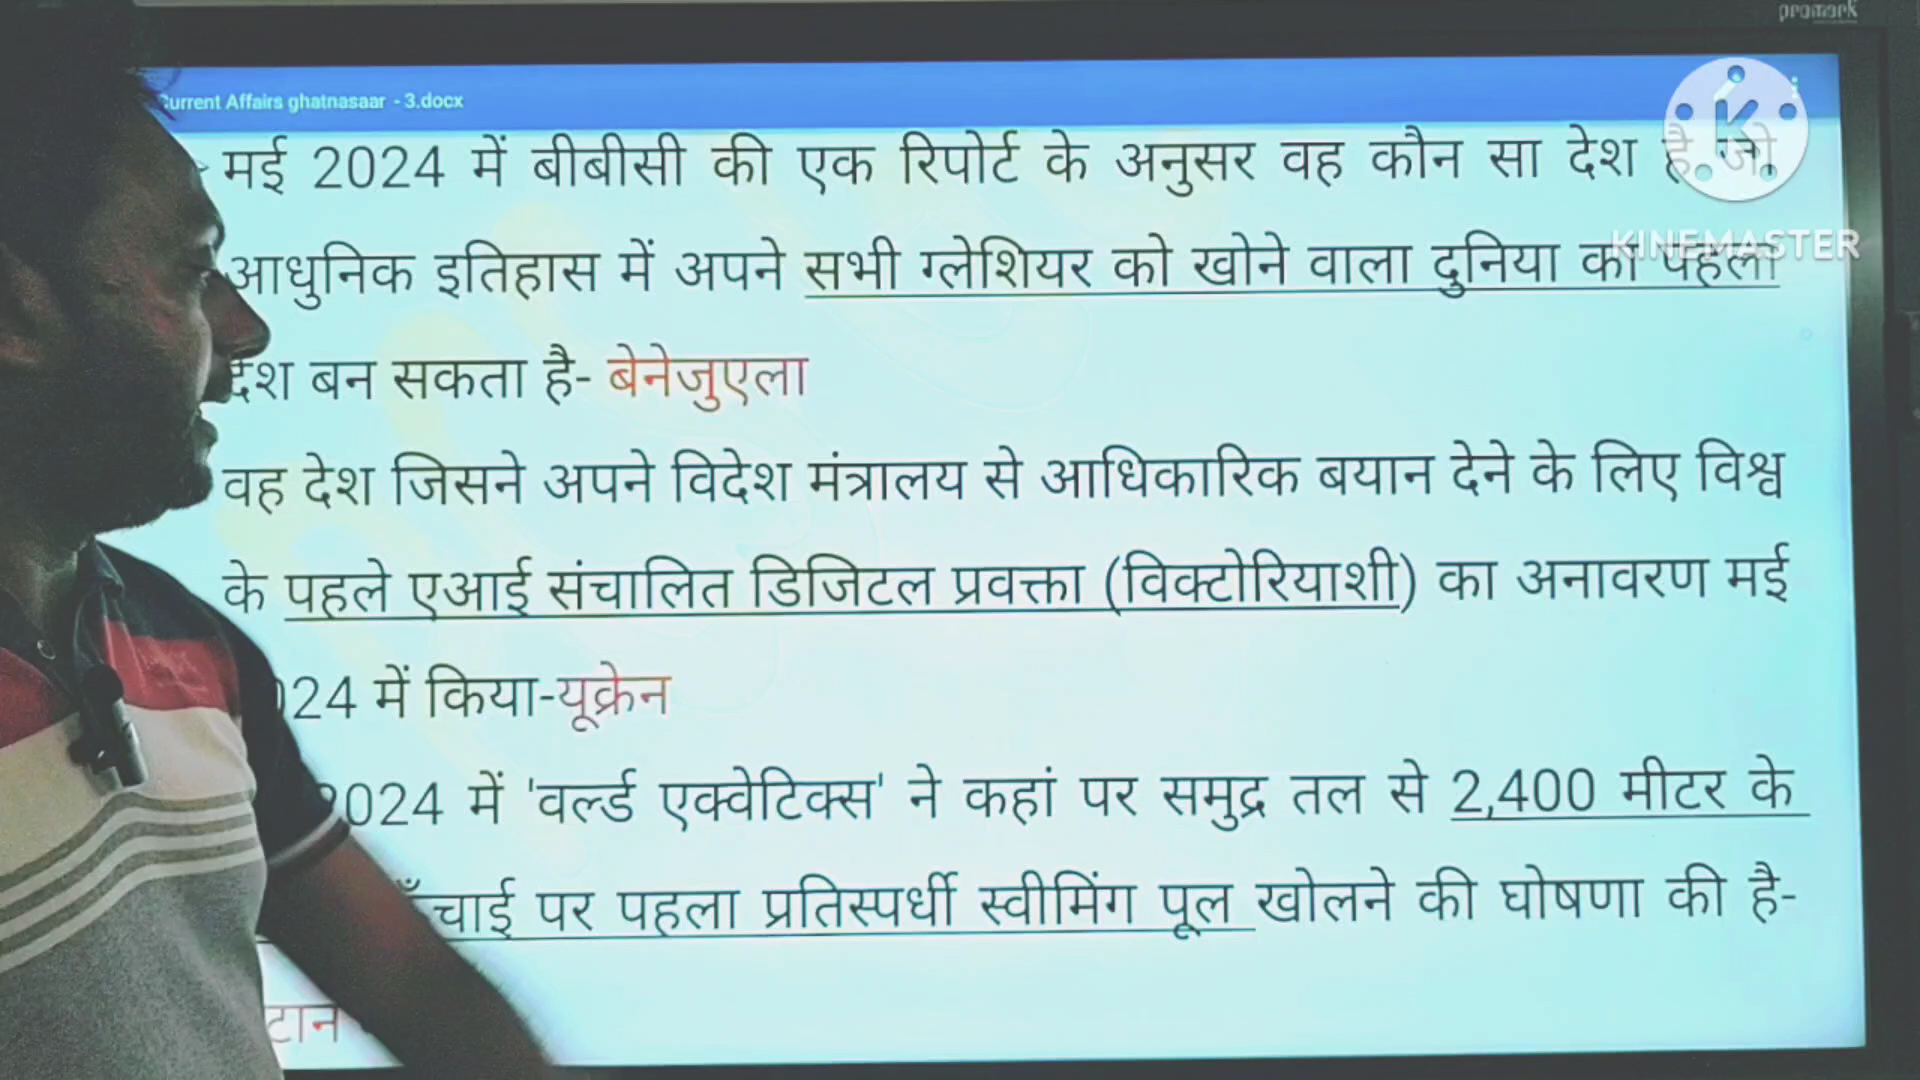 promark
Current Affairs ghatnasaar - 3.docx
मई 2024 में बीबीसी की एक रिपोर्ट के अनुसर वह कौन सा देश है जो
KINEMASTER
आधुनिक इतिहास में अपने सभी ग्लेशियर को खोने वाला दुनिया का पहला
देश बन सकता है- बेनेजुएला
वह देश जिसने अपने विदेश मंत्रालय से आधिकारिक बयान देने के लिए विश्व
के पहले एआई संचालित डिजिटल प्रवक्ता (विक्टोरियाशी) का अनावरण मई
024 में किया-यूक्रेन
2024 में 'वर्ल्ड एक्वेटिक्स' ने कहां पर समुद्र तल से 2,400 मीटर के
ँचाई पर पहला प्रतिस्पर्धी स्वीमिंग पूल खोलने की घोषणा की है-
टान